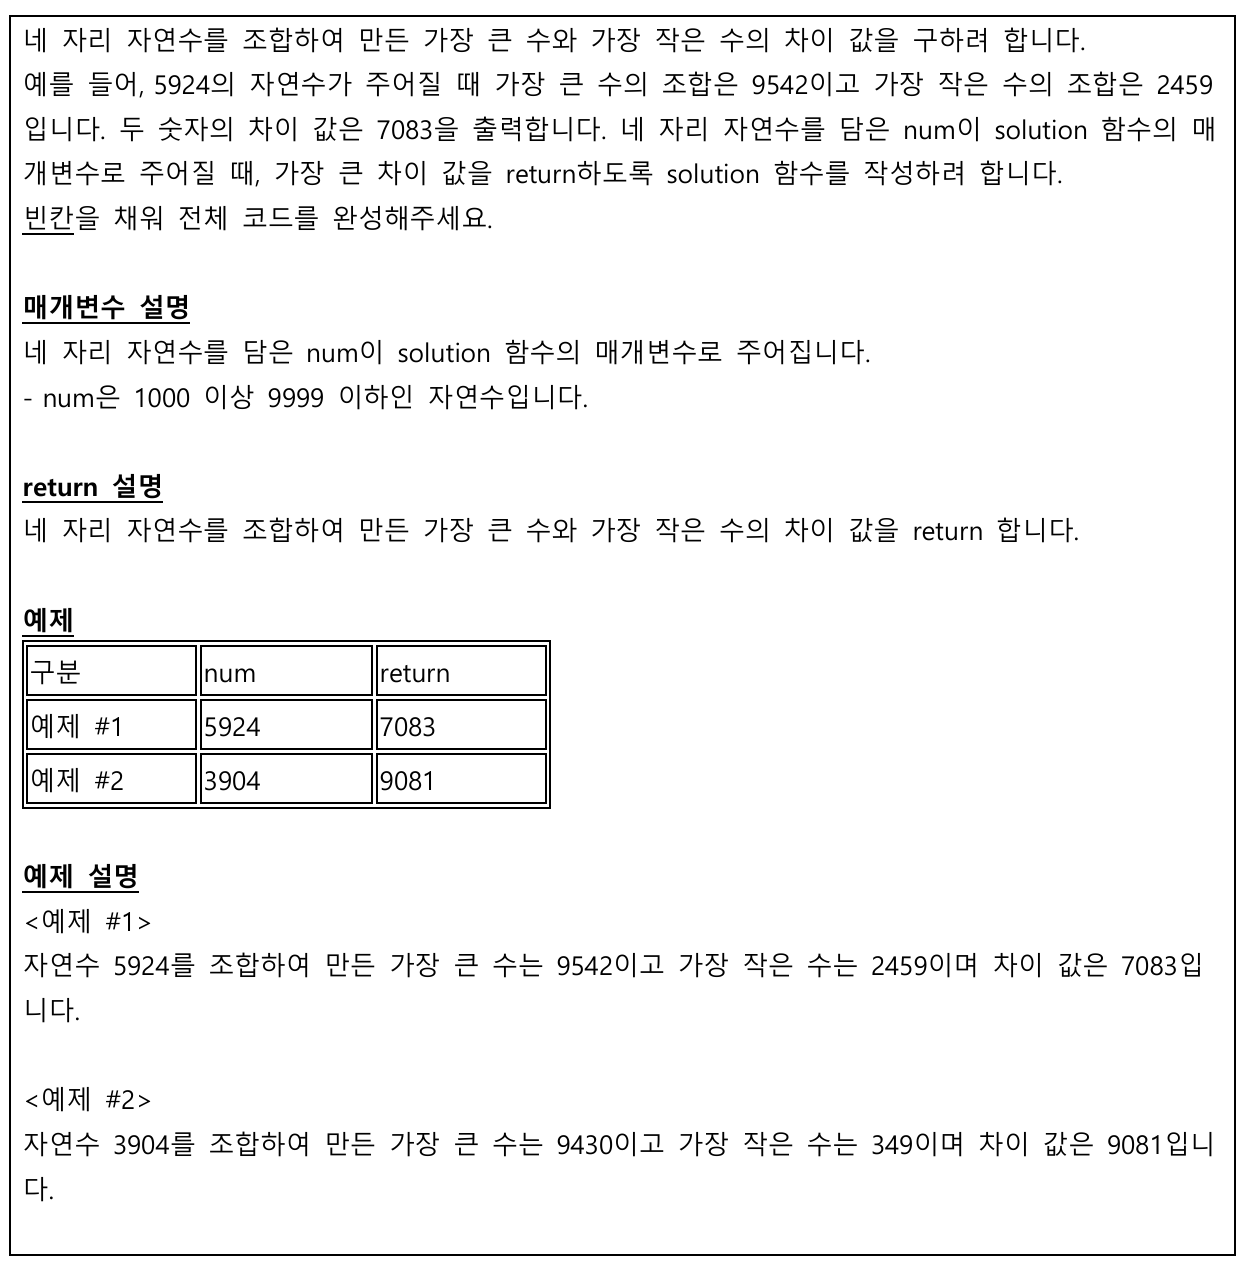 네 자리 자연수를 조합하여 만든 가장 큰 수와 가장 작은 수의 차이 값을 구하려 합니다.
예를 들어, 5924의 자연수가 주어질 때 가장 큰 수의 조합은 9542이고 가장 작은 수의 조합은 2459
입니다. 두 숫자의 차이 값은 7083을 출력합니다. 네 자리 자연수를 담은 num이 solution 함수의 매
개변수로 주어질 때, 가장 큰 차이 값을 return하도록 solution 함수를 작성하려 합니다.
빈칸을 채워 전체 코드를 완성해주세요.
매개변수 설명
네 자리 자연수를 담은 num이 solution 함수의 매개변수로 주어집니다.
- num은 1000 이상 9999 이하인 자연수입니다.
return 설명
네 자리 자연수를 조합하여 만든 가장 큰 수와 가장 작은 수의 차이 값을 return 합니다.
예제
구분 num return
예제 #1 5924 7083
예제 #2 3904 9081
예제 설명
<예제 #1>
자연수 5924를 조합하여 만든 가장 큰 수는 9542이고 가장 작은 수는 2459이며 차이 값은 7083입
니다.
<예제 #2>
자연수 3904를 조합하여 만든 가장 큰 수는 9430이고 가장 작은 수는 349이며 차이 값은 9081입니
다.